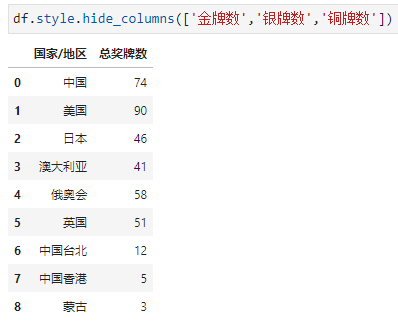 df.style.hide_columns(['金牌数','银牌数','铜牌数'])
国家/地区 总奖牌数
0 中国 74
1 美国 90
2 日本 46
3 澳大利亚 41
4 俄奥会 58
5 英国 51
6 中国台北 12
7 中国香港 5
8 蒙古 3